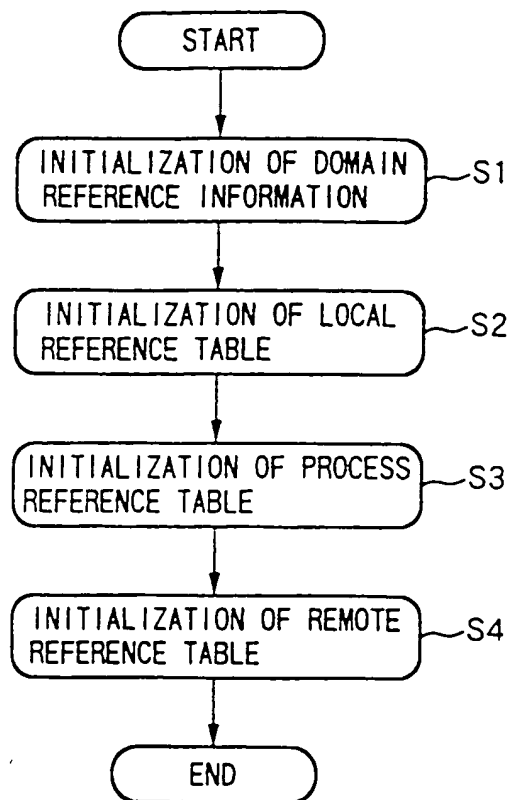 START
INITIALIZATION OF DOMAIN
REFERENCE INFORMATION
S1
INITIALIZATION OF LOCAL
REFERENCE TABLE
S2
INITIALIZATION OF PROCESS
REFERENCE TABLE
S3
INITIALIZATION OF REMOTE
REFERENCE TABLE
S4
END